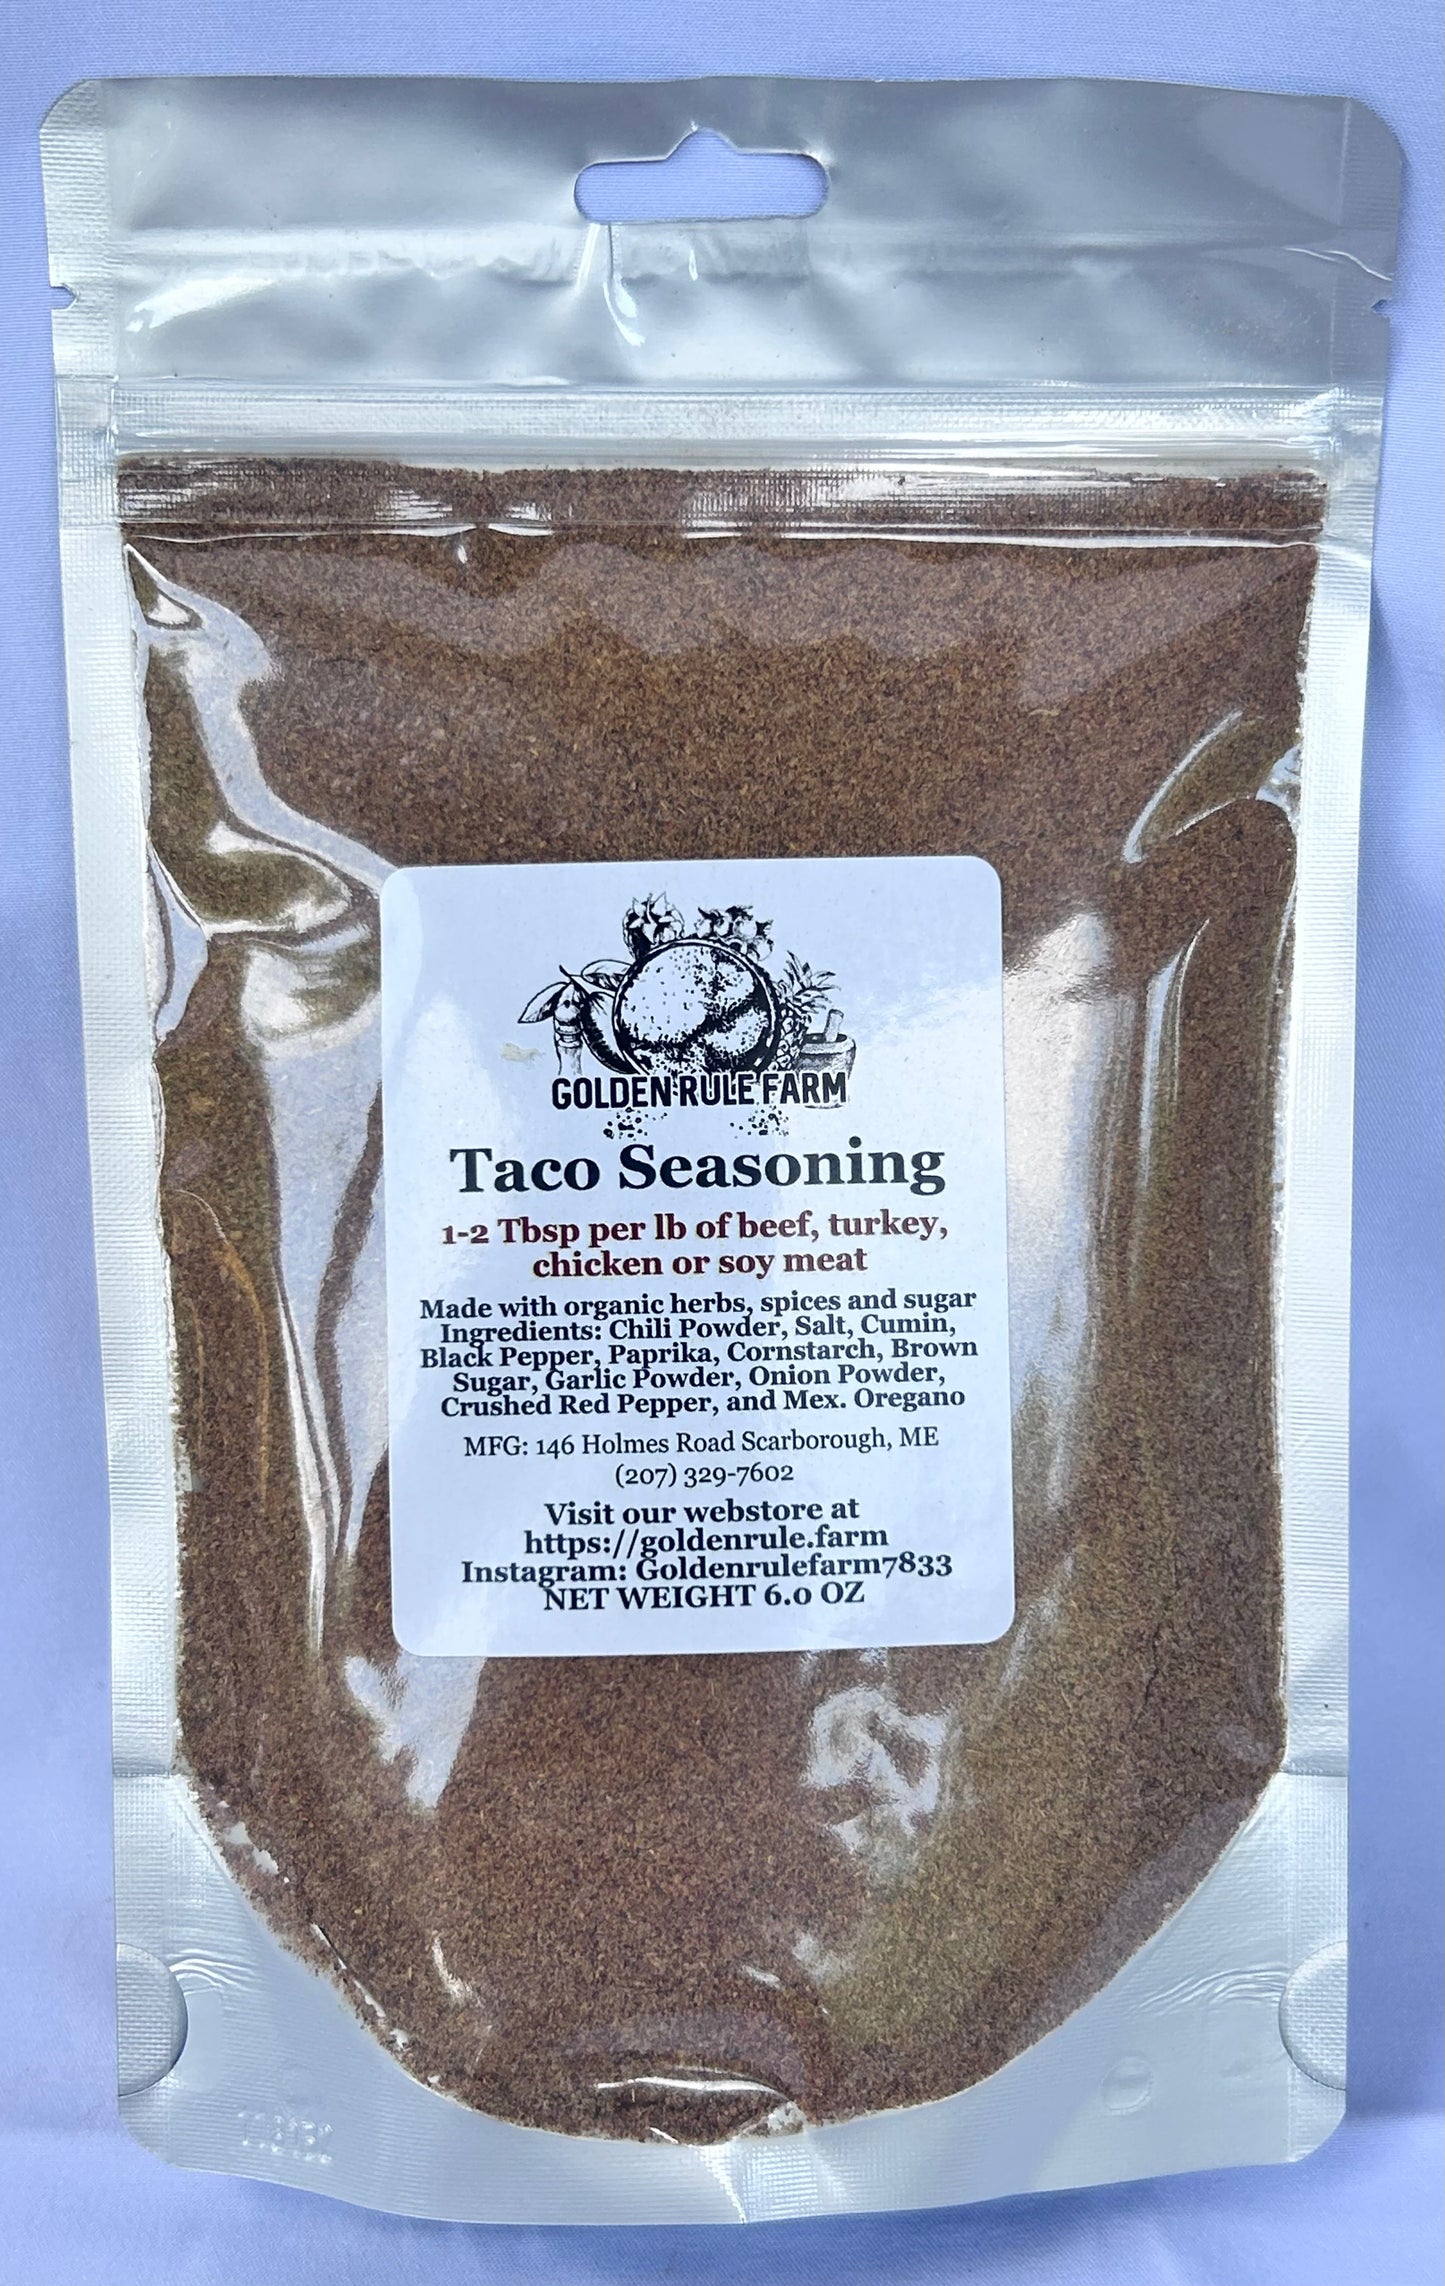 GOLDEN RULE FARM
Taco Seasoning
1-2 Tbsp per lb of beef, turkey,
chicken or soy meat
Made with organic herbs, spices and sugar
Ingredients: Chili Powder, Salt, Cumin,
Black Pepper, Paprika, Cornstarch, Brown
Sugar, Garlic Powder, Onion Powder,
Crushed Red Pepper, and Mex. Oregano
MFG: 146 Holmes Road Scarborough, ME
(207) 329-7602
Visit our webstore at
https://goldenrule.farm
Instagram: Goldenrulefarm7833
NET WEIGHT 6.0 OZ